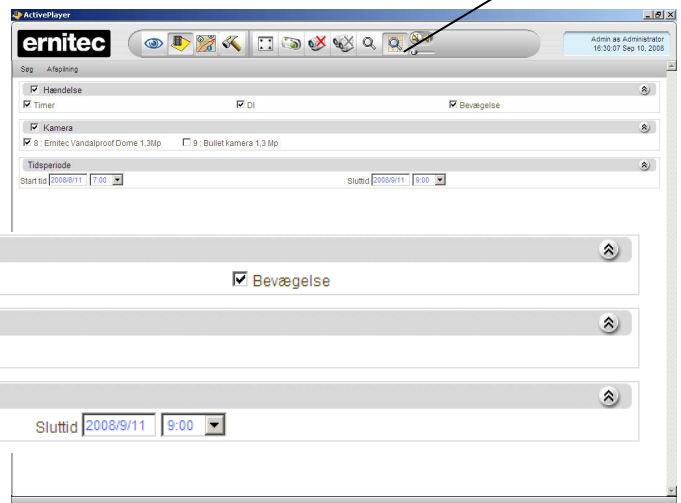 ActivePlayer
ernitec
Admin as Administrator
16:30:07 Sep 10, 2008
Søg Afspilning
Hændelse
Timer DI Bevægelse
Kamera
8 : Ernitec Vandalproof Dome 1,3Mp 9 : Bullet kamera 1,3 Mp
Tidsperiode
Start tid 2008/8/11 7:00 Sluttid 2008/9/11 9:00
Bevægelse
Sluttid 2008/9/11 9:00